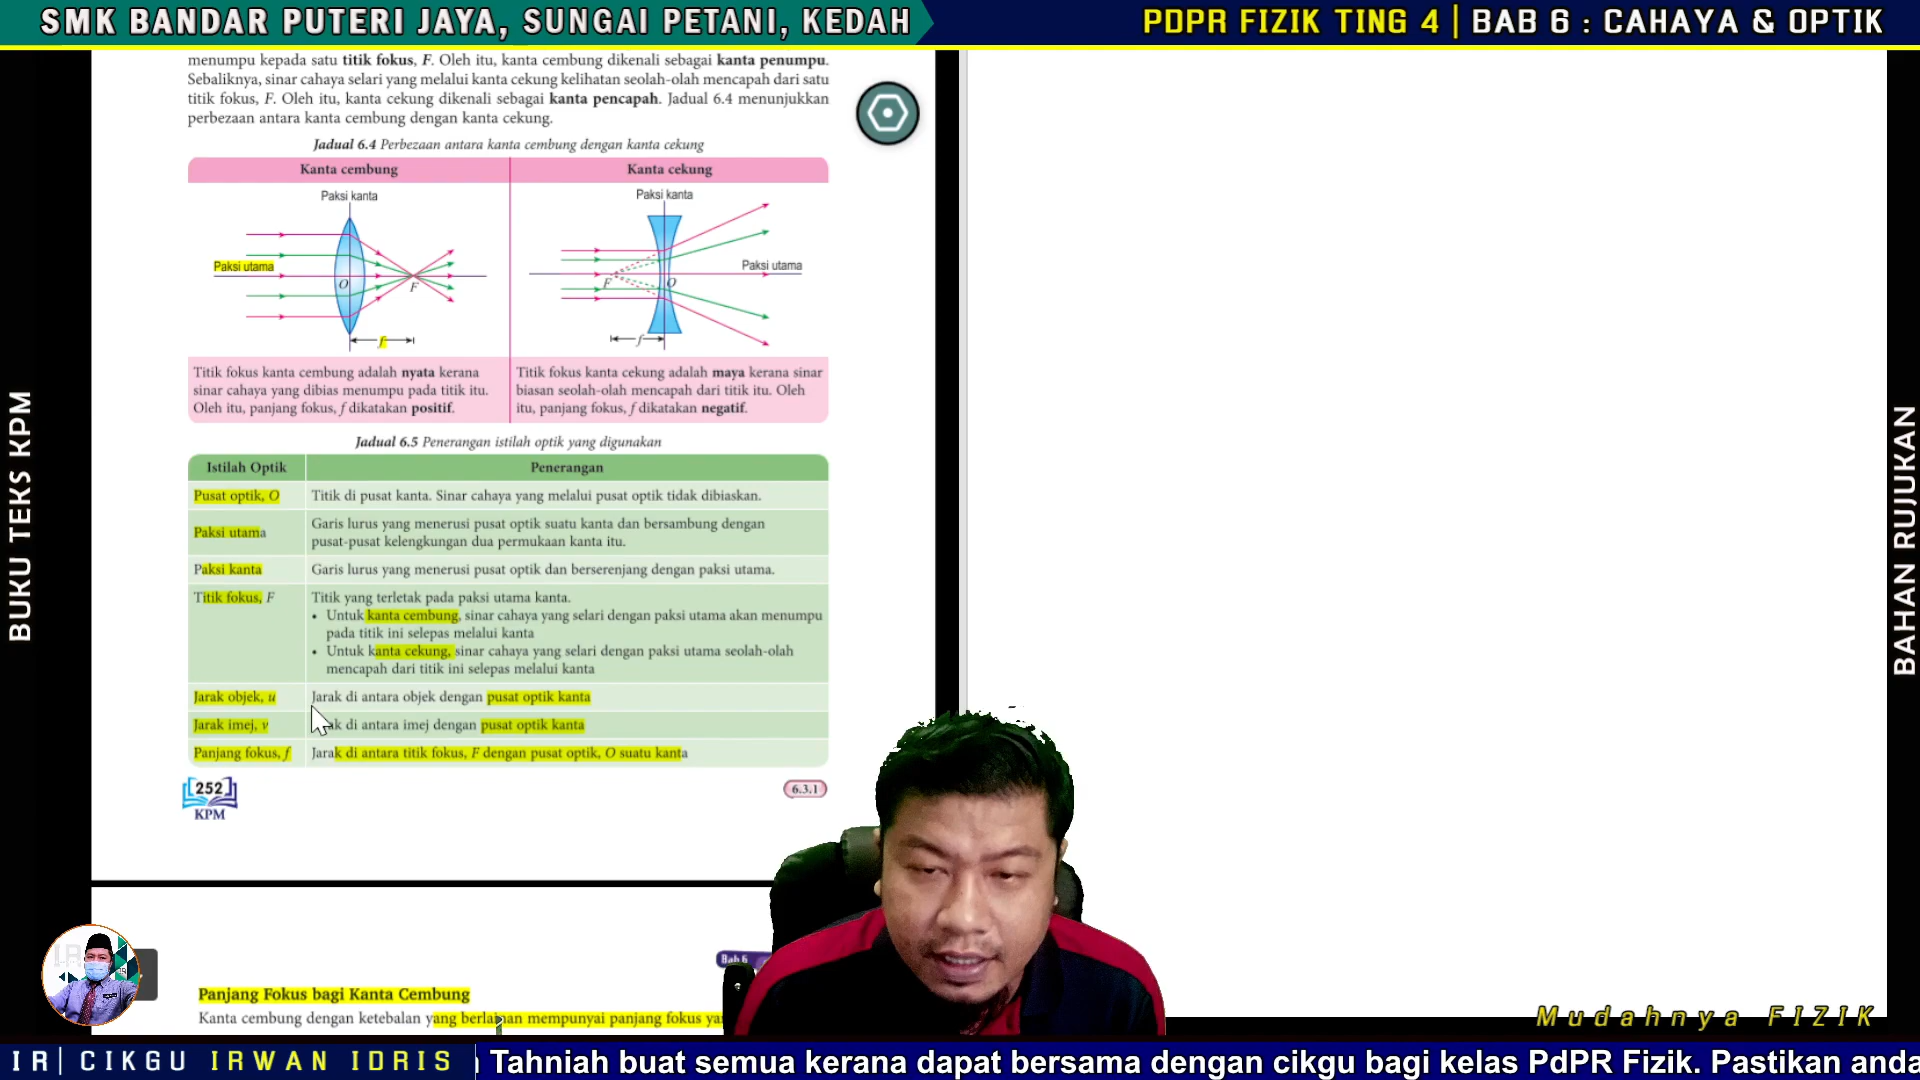 SMK BANDAR PUTERI JAYA, SUNGAI PETANI, KEDAH
PDPR FIZIK TING 4 | BAB 6 : CAHAYA & OPTIK
BUKU TEKS KPM
menumpu kepada satu titik fokus, F. Oleh itu, kanta cembung dikenali sebagai kanta penumpu.
Sebaliknya, sinar cahaya selari yang melalui kanta cekung kelihatan seolah-olah mencapah dari satu
titik fokus, F. Oleh itu, kanta cekung dikenali sebagai kanta pencapah. Jadual 6.4 menunjukkan
perbezaan antara kanta cembung dengan kanta cekung.
Jadual 6.4 Perbezaan antara kanta cembung dengan kanta cekung
Kanta cembung
Paksi kanta
Paksi utama
O
F
f
Titik fokus kanta cembung adalah nyata kerana
sinar cahaya yang dibias menumpu pada titik itu.
Oleh itu, panjang fokus, f dikatakan positif.
Kanta cekung
Paksi kanta
Paksi utama
F
O
f
Titik fokus kanta cekung adalah maya kerana sinar
biasan seolah-olah mencapah dari titik itu. Oleh
itu, panjang fokus, f dikatakan negatif.
Jadual 6.5 Penerangan istilah optik yang digunakan
Istilah Optik
Penerangan
Pusat optik, O
Titik di pusat kanta. Sinar cahaya yang melalui pusat optik tidak dibiaskan.
Paksi utama
Garis lurus yang menerusi pusat optik suatu kanta dan bersambung dengan
pusat-pusat kelengkungan dua permukaan kanta itu.
Paksi kanta
Garis lurus yang menerusi pusat optik dan berserenjang dengan paksi utama.
Titik fokus, F
Titik yang terletak pada paksi utama kanta.
• Untuk kanta cembung, sinar cahaya yang selari dengan paksi utama akan menumpu
pada titik ini selepas melalui kanta
• Untuk kanta cekung, sinar cahaya yang selari dengan paksi utama seolah-olah
mencapah dari titik ini selepas melalui kanta
Jarak objek, u
Jarak di antara objek dengan pusat optik kanta
Jarak imej, v
di antara imej dengan pusat optik kanta
Panjang fokus, f
Jarak di antara titik fokus, F dengan pusat optik, O suatu kanta
252
KPM
6.3.1
Bab 6
Panjang Fokus bagi Kanta Cembung
Kanta cembung dengan ketebalan yang berlainan mempunyai panjang fokus
BAHAN RUJUKAN
Mudahnya FIZIK
IR| CIKGU IRWAN IDRIS
Tahniah buat semua kerana dapat bersama dengan cikgu bagi kelas PdPR Fizik. Pastikan anda